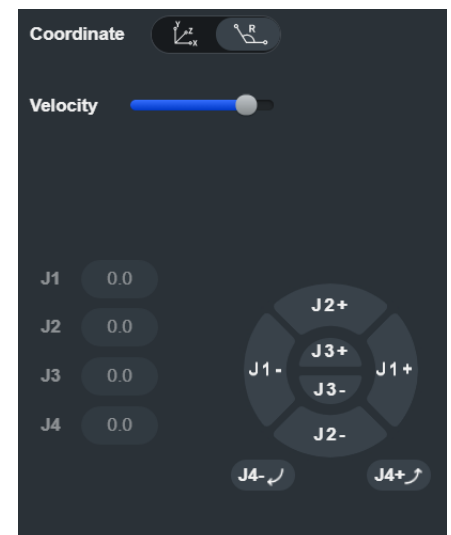 Coordinate
Y Z X
R
Velocity
J1 0.0
J2 0.0
J3 0.0
J4 0.0
J2+
J1- J3+ J1+
J3-
J2-
J4- J4+